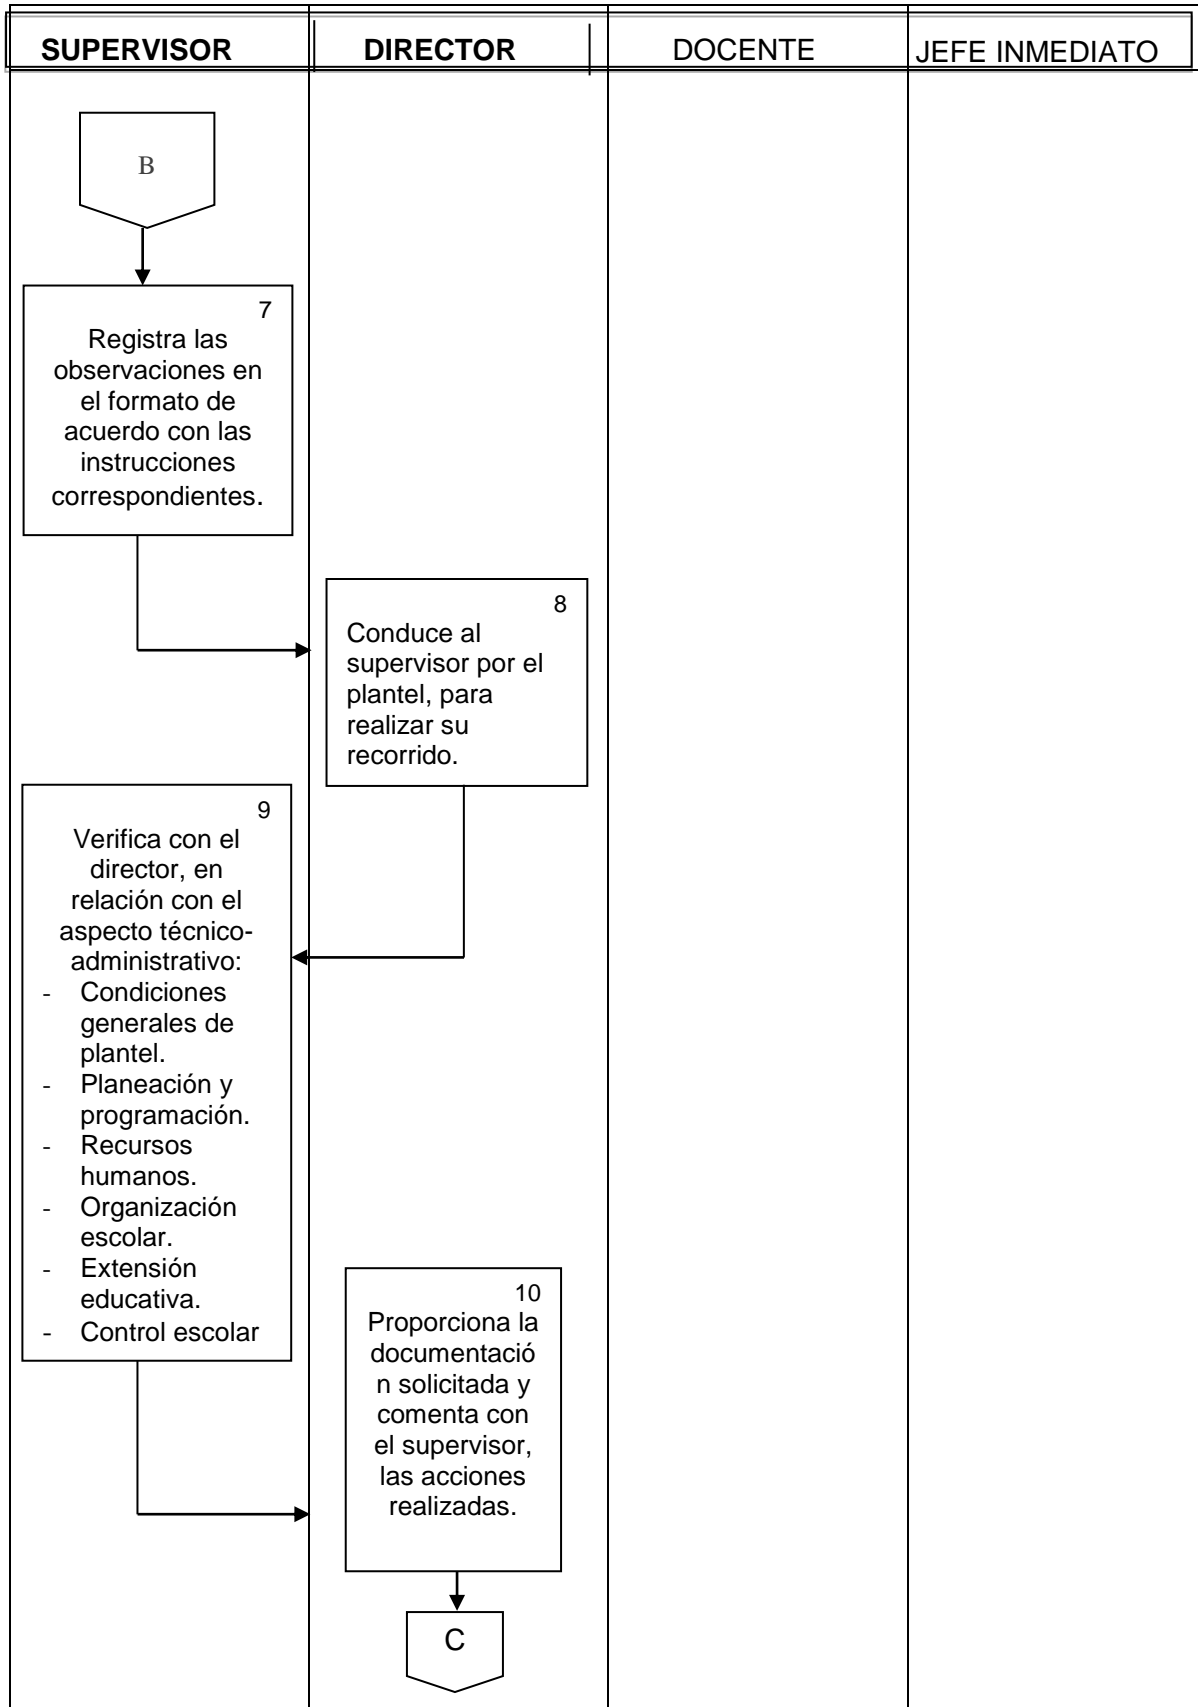 SUPERVISOR DIRECTOR DOCENTE JEFE INMEDIATO
B
7
Registra las
observaciones en
el formato de
acuerdo con las
instrucciones
correspondientes.
8
Conduce al
supervisor por el
plantel, para
realizar su
recorrido.
9
Verifica con el
director, en
relación con el
aspecto técnico-
administrativo:
- Condiciones
generales de
plantel.
- Planeación y
programación.
- Recursos
humanos.
- Organización
escolar.
- Extensión
educativa.
- Control escolar
10
Proporciona la
documentació
n solicitada y
comenta con
el supervisor,
las acciones
realizadas.
C